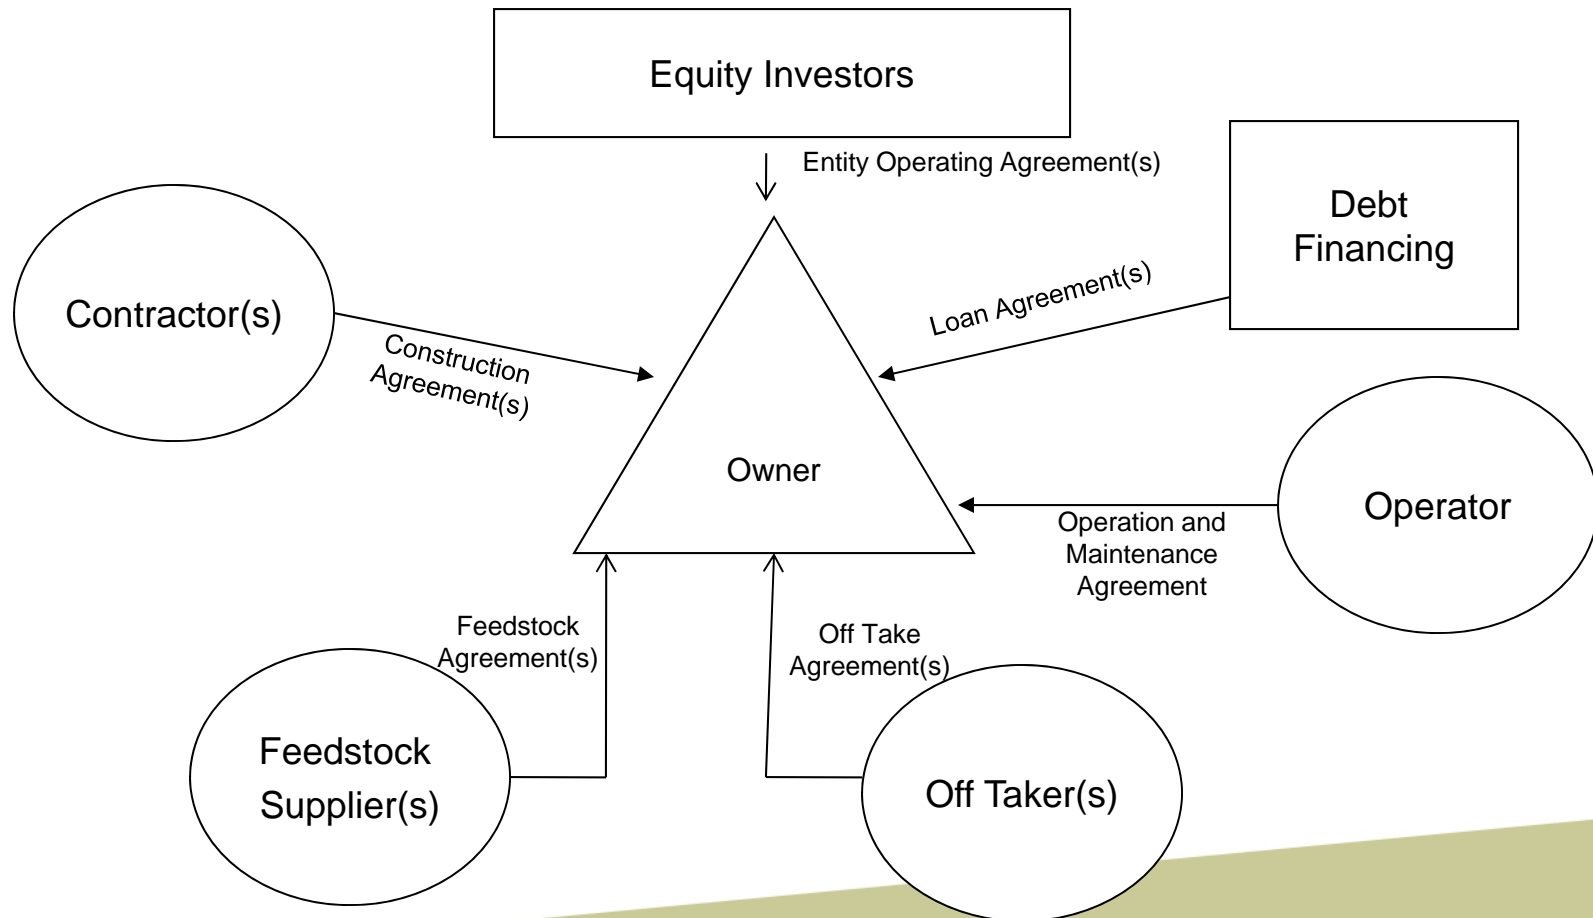 Equity Investors
Entity Operating Agreement(s)
Debt
Financing
Loan Agreement(s)
Contractor(s)
Construction
Agreement(s)
Owner
Operator
Operation and
Maintenance
Agreement
Feedstock
Agreement(s)
Off Take
Agreement(s)
Feedstock
Supplier(s)
Off Taker(s)